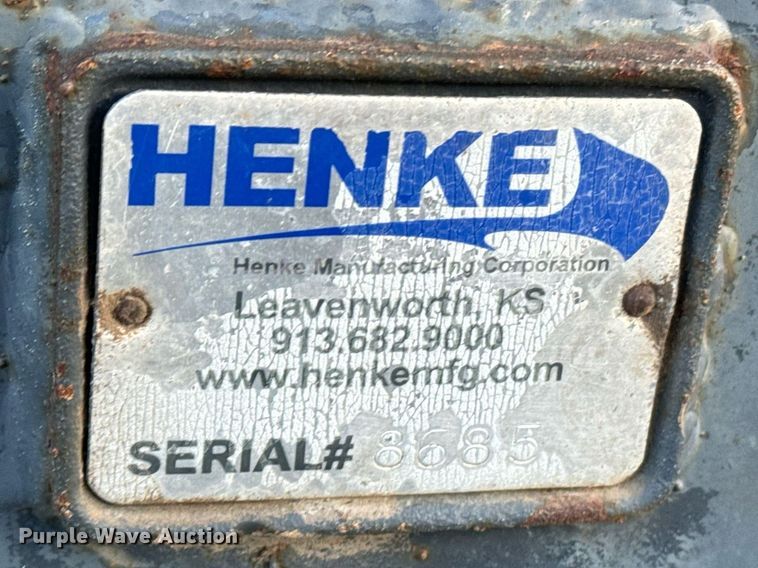 HENKE
Henke Manufacturing Corporation
Leavenworth, KS
913.682.9000
www.henkemfg.com
SERIAL# 8685
Purple Wave Auction